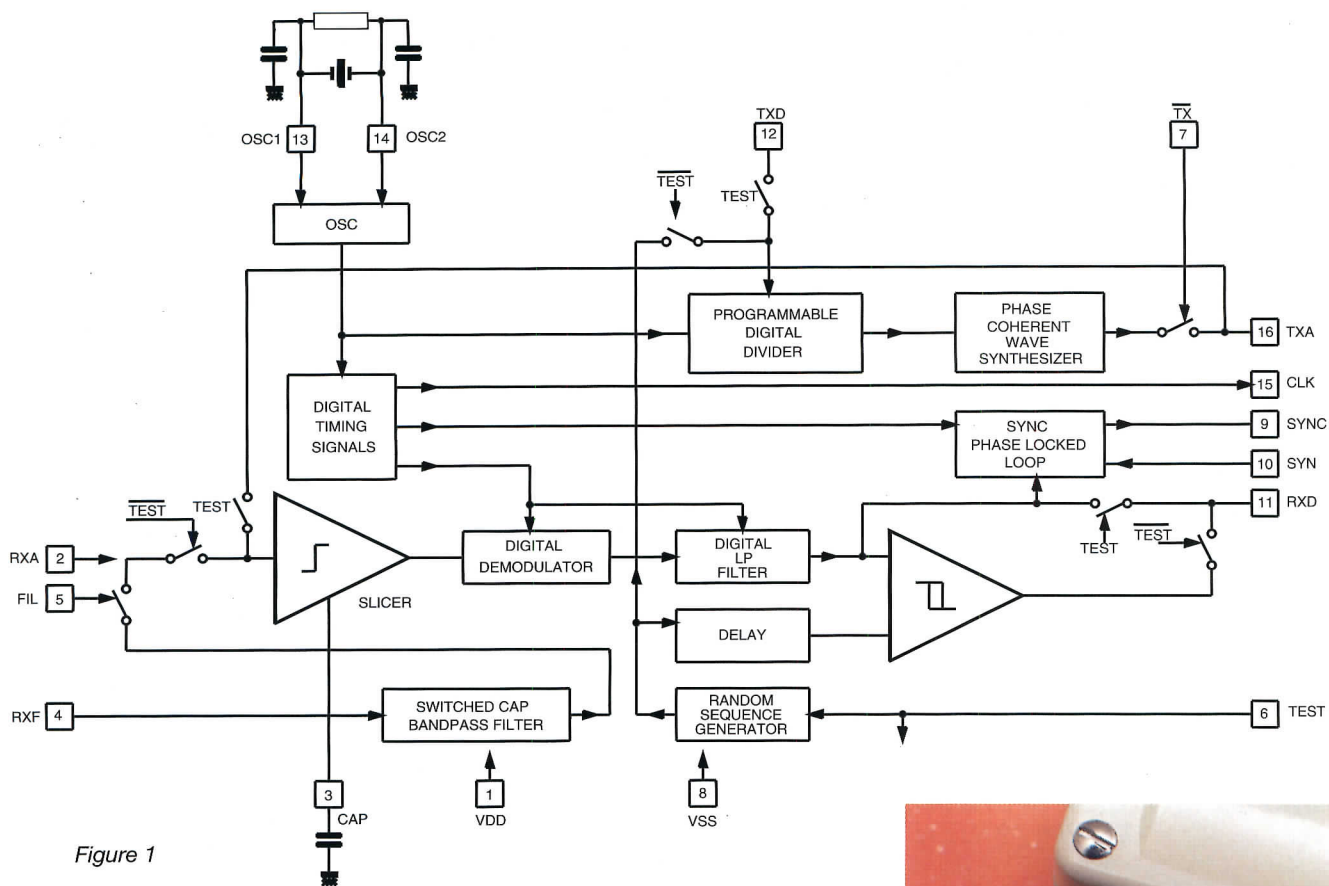 OSC1 13
14 OSC2
TXD
12
TX
7
TEST
TEST
OSC
PROGRAMMABLE
DIGITAL
DIVIDER
PHASE
COHERENT
WAVE
SYNTHESIZER
16 TXA
DIGITAL
TIMING
SIGNALS
15 CLK
SYNC
PHASE LOCKED
LOOP
9 SYNC
10 SYN
TEST
TEST
11 RXD
RXA 2
FIL 5
SLICER
DIGITAL
DEMODULATOR
DIGITAL
LP
FILTER
TEST
TEST
DELAY
RXF 4
SWITCHED CAP
BANDPASS FILTER
RANDOM
SEQUENCE
GENERATOR
6 TEST
3
CAP
1
VDD
8
VSS
Figure 1